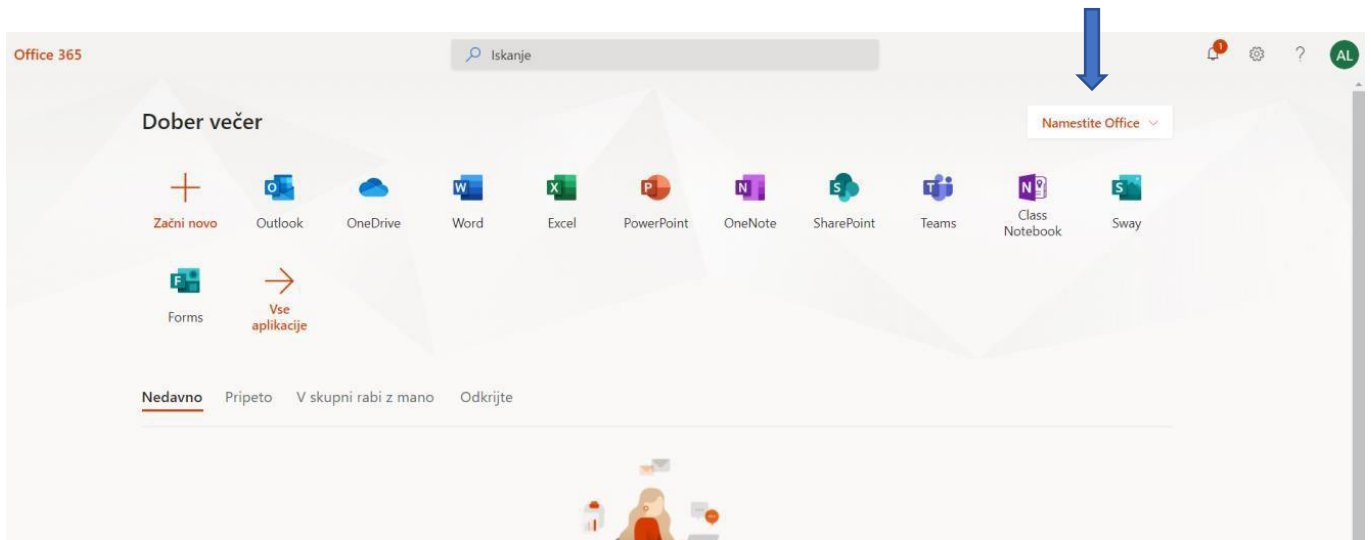 Office 365
Iskanje
1
?
AL
Dober večer
Namestite Office
Začni novo
Outlook
OneDrive
Word
Excel
PowerPoint
OneNote
SharePoint
Teams
Class
Notebook
Sway
Forms
Vse
aplikacije
Nedavno Pripeto V skupni rabi z mano Odkrijte